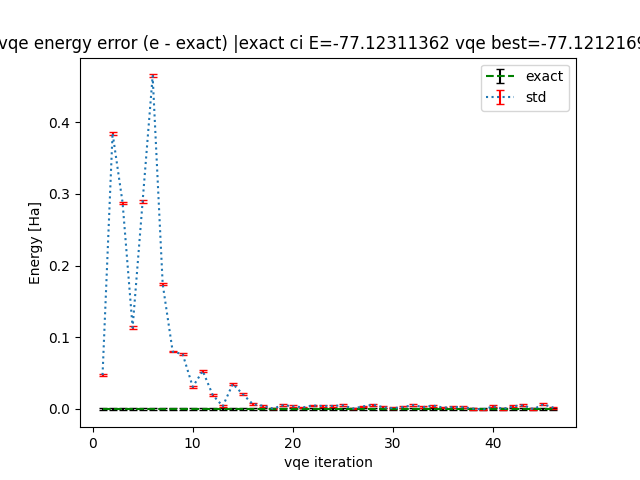 vqe energy error (e - exact) |exact ci E=-77.12311362 vqe best=-77.1212169
exact
std
Energy [Ha]
0.4
0.3
0.2
0.1
0.0
0 10 20 30 40
vqe iteration